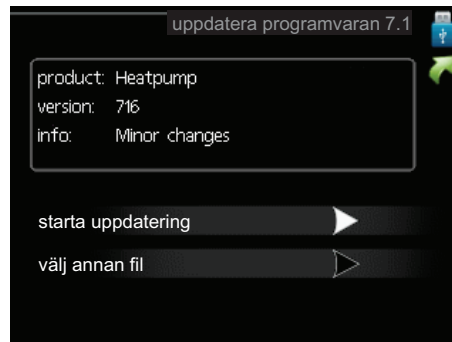 uppdatera programvaran 7.1
product: Heatpump
version: 716
info: Minor changes
starta uppdatering
välj annan fil